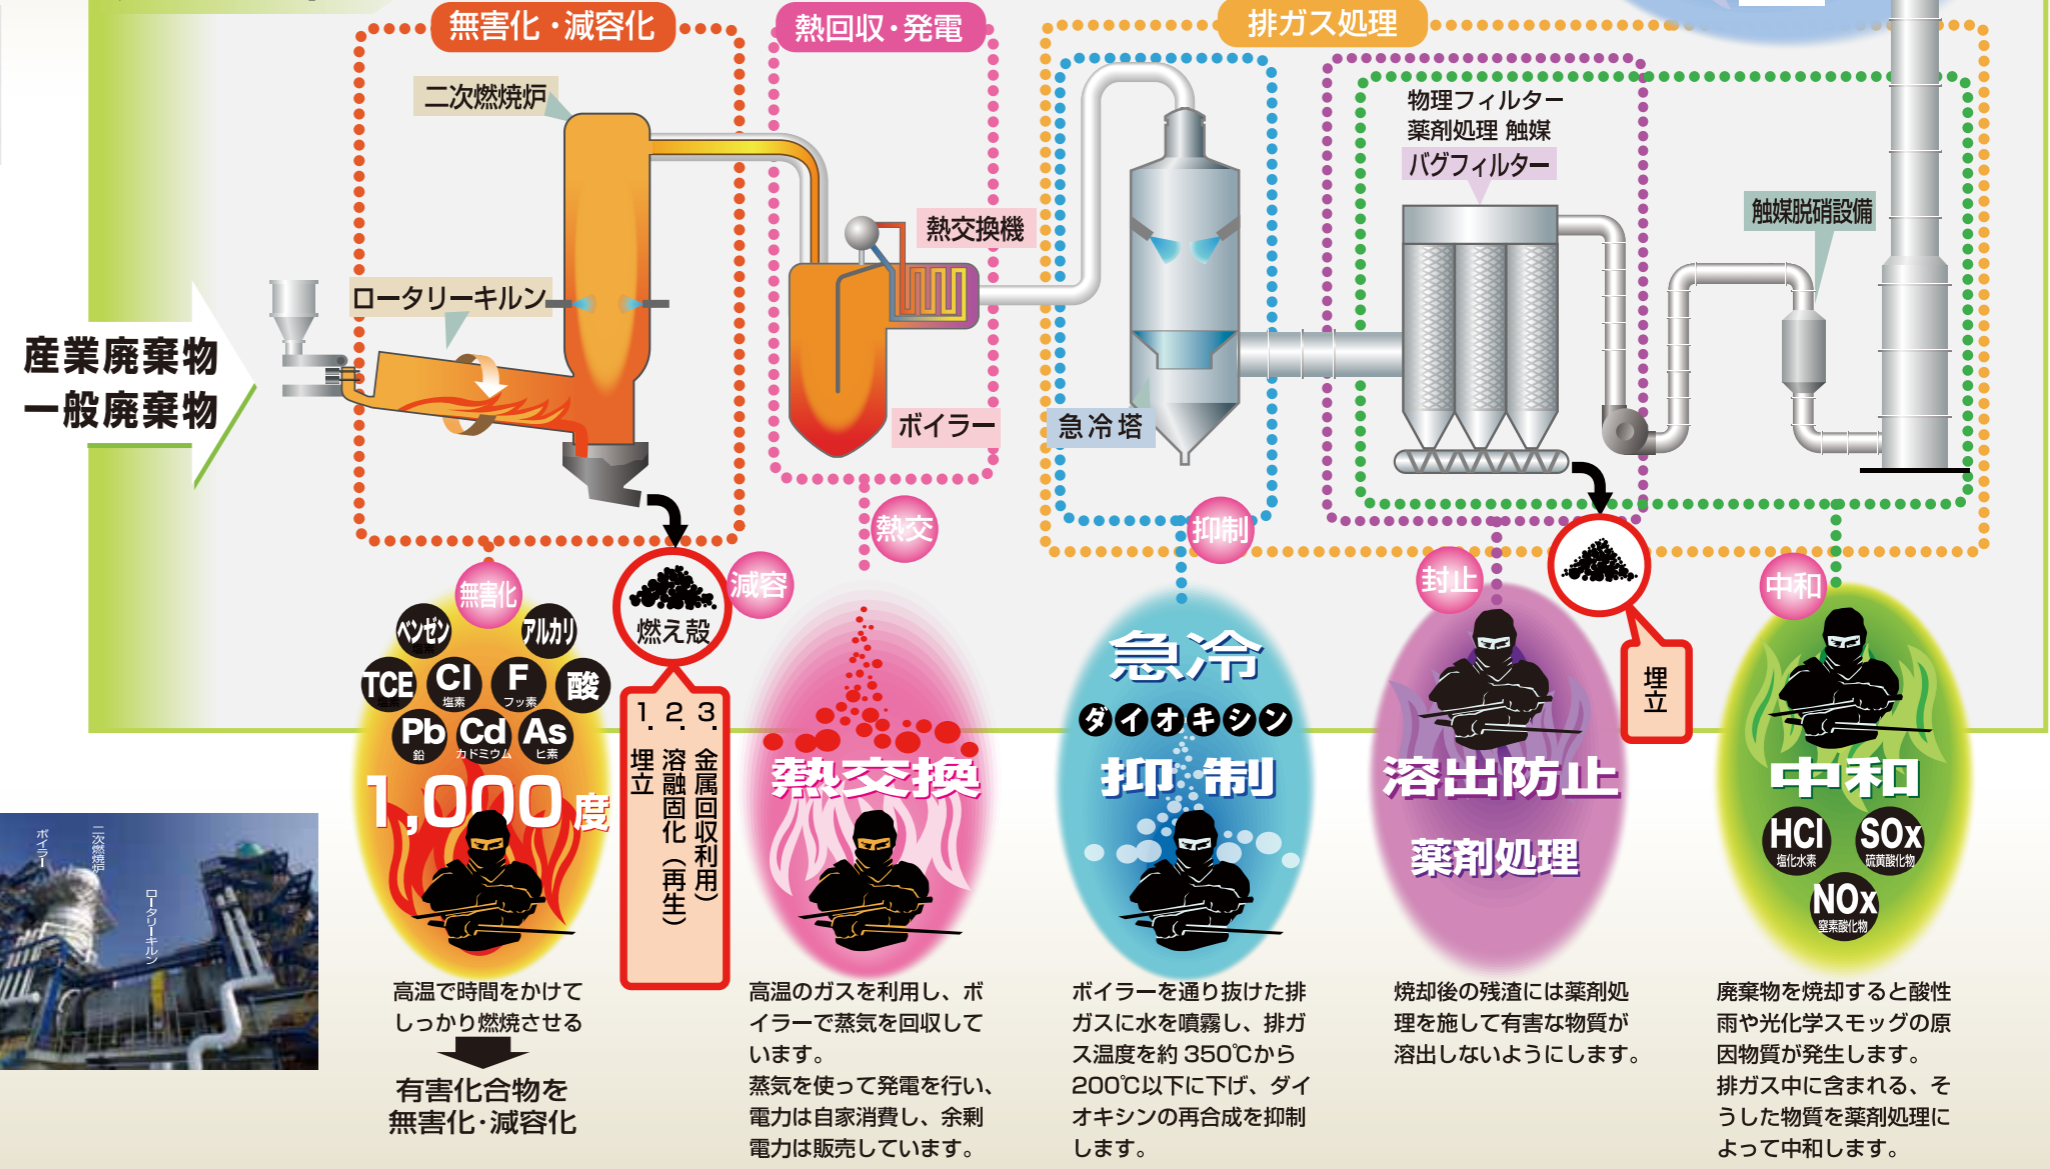 無害化・減容化
熱回収・発電
排ガス処理
二次燃焼炉
ロータリーキルン
熱交換機
ボイラー
急冷塔
物理フィルター
薬剤処理 触媒
バグフィルター
触媒脱硝設備
産業廃棄物
一般廃棄物
無害化
ベンゼン
アルカリ
TCE
Cl
塩素
F
フッ素
酸
Pb
鉛
Cd
カドミウム
As
ヒ素
1,000度
高温で時間をかけて
しっかり燃焼させる
有害化合物を
無害化・減容化
減容
燃え殻
1. 埋立
2. 溶融固化（再生）
3. 金属回収利用）
熱交
熱交換
高温のガスを利用し、ボ
イラーで蒸気を回収して
います。
蒸気を使って発電を行い、
電力は自家消費し、余剰
電力は販売しています。
抑制
急冷
ダイオキシン
抑制
ボイラーを通り抜けた排
ガスに水を噴霧し、排ガ
ス温度を約 350℃から
200℃以下に下げ、ダイ
オキシンの再合成を抑制
します。
封止
溶出防止
薬剤処理
焼却後の残渣には薬剤処
理を施して有害な物質が
溶出しないようにします。
埋立
中和
中和
HCl
塩化水素
SOx
硫黄酸化物
NOx
窒素酸化物
廃棄物を焼却すると酸性
雨や光化学スモッグの原
因物質が発生します。
排ガス中に含まれる、そ
うした物質を薬剤処理に
よって中和します。
ボイラー
二次燃焼炉
ロータリーキルン